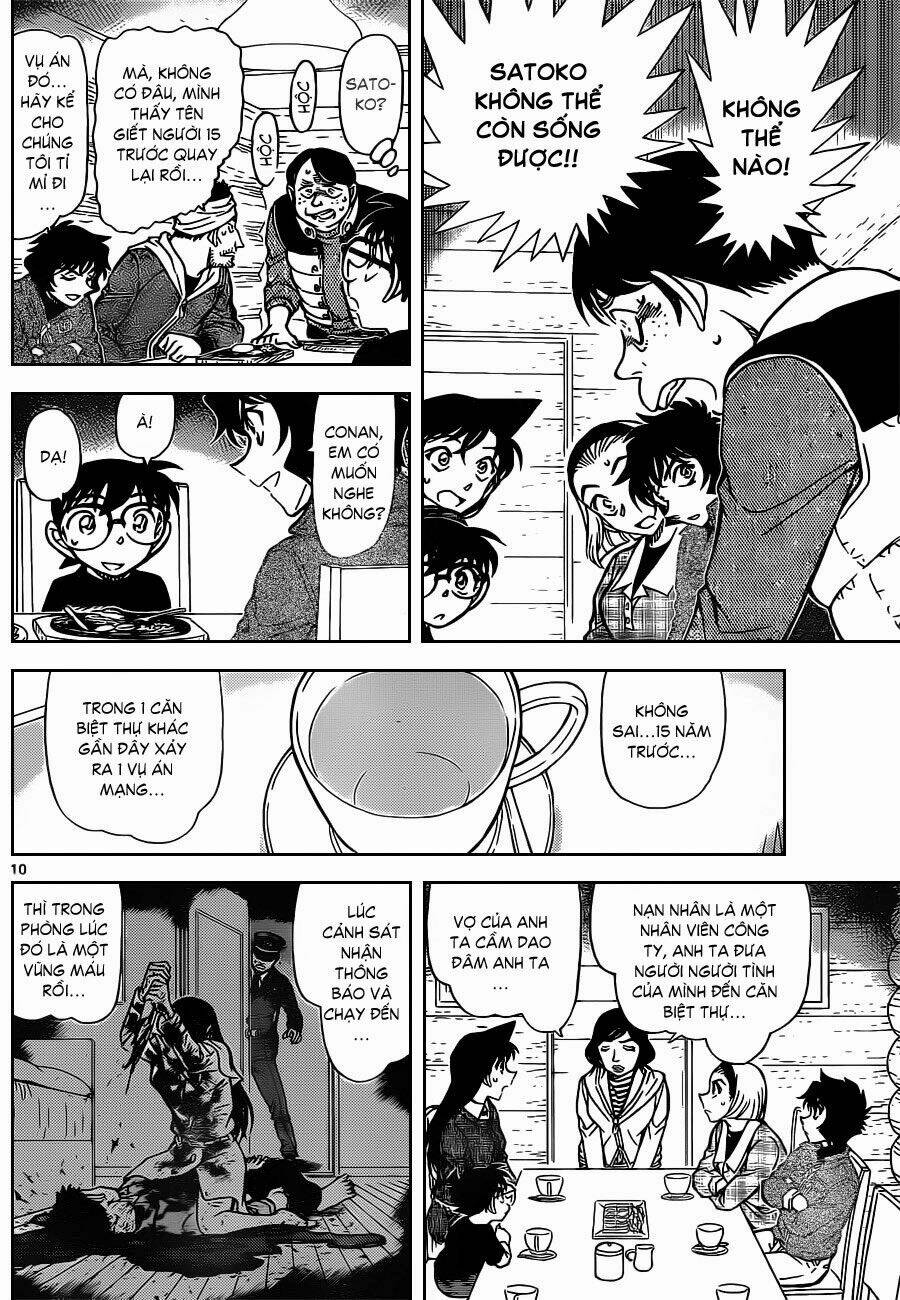 KHÔNG
THỂ
NÀO!
SATOKO
KHÔNG THỂ
CÒN SỐNG
ĐƯỢC!!
SATO-
KO?
HỘC
HỘC
MÀ, KHÔNG
CÓ ĐÂU, MÌNH
THẤY TÊN
GIẾT NGƯỜI 15
TRƯỚC QUAY
LẠI RỒI...
VỤ ÁN
ĐÓ...
HÃY KỂ
CHO
CHÚNG
TÔI TỈ
MỈ ĐI
...
CONAN,
EM CÓ
MUỐN
NGHE
KHÔNG?
À!
DẠ!
KHÔNG
SAI...15 NĂM
TRƯỚC...
TRONG 1 CĂN
BIỆT THỰ KHÁC
GẦN ĐÂY XẢY
RA 1 VỤ ÁN
MẠNG...
10
NẠN NHÂN LÀ MỘT
NHÂN VIÊN CÔNG
TY, ANH TA ĐƯA
NGƯỜI NGƯỜI TÌNH
CỦA MÌNH ĐẾN CĂN
BIỆT THỰ...
VỢ CỦA ANH
TA CẦM DAO
ĐÂM ANH TA
...
LÚC
CẢNH SÁT
NHẬN
THÔNG
BÁO VÀ
CHẠY ĐẾN
...
THÌ TRONG
PHÒNG LÚC
ĐÓ LÀ MỘT
VŨNG MÁU
RỒI...